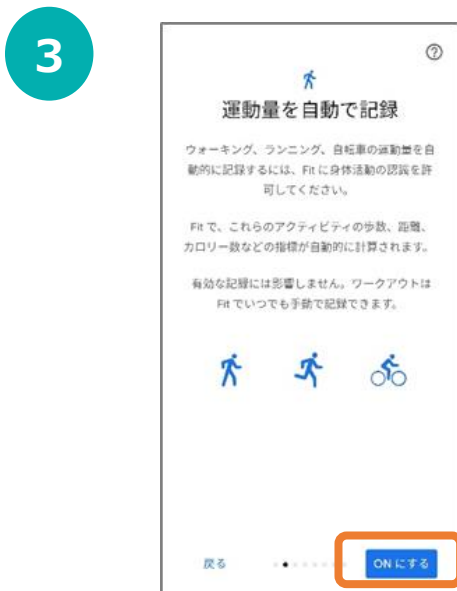 3
運動量を自動で記録
ウォーキング、ランニング、自転車の運動量を自
動的に記録するには、Fit に身体活動の認識を許
可してください。
Fit で、これらのアクティビティの歩数、距離、
カロリー数などの指標が自動的に計算されます。
有効な記録には影響しません。ワークアウトは
Fit でいつでも手動で記録できます。
戻る
ON にする